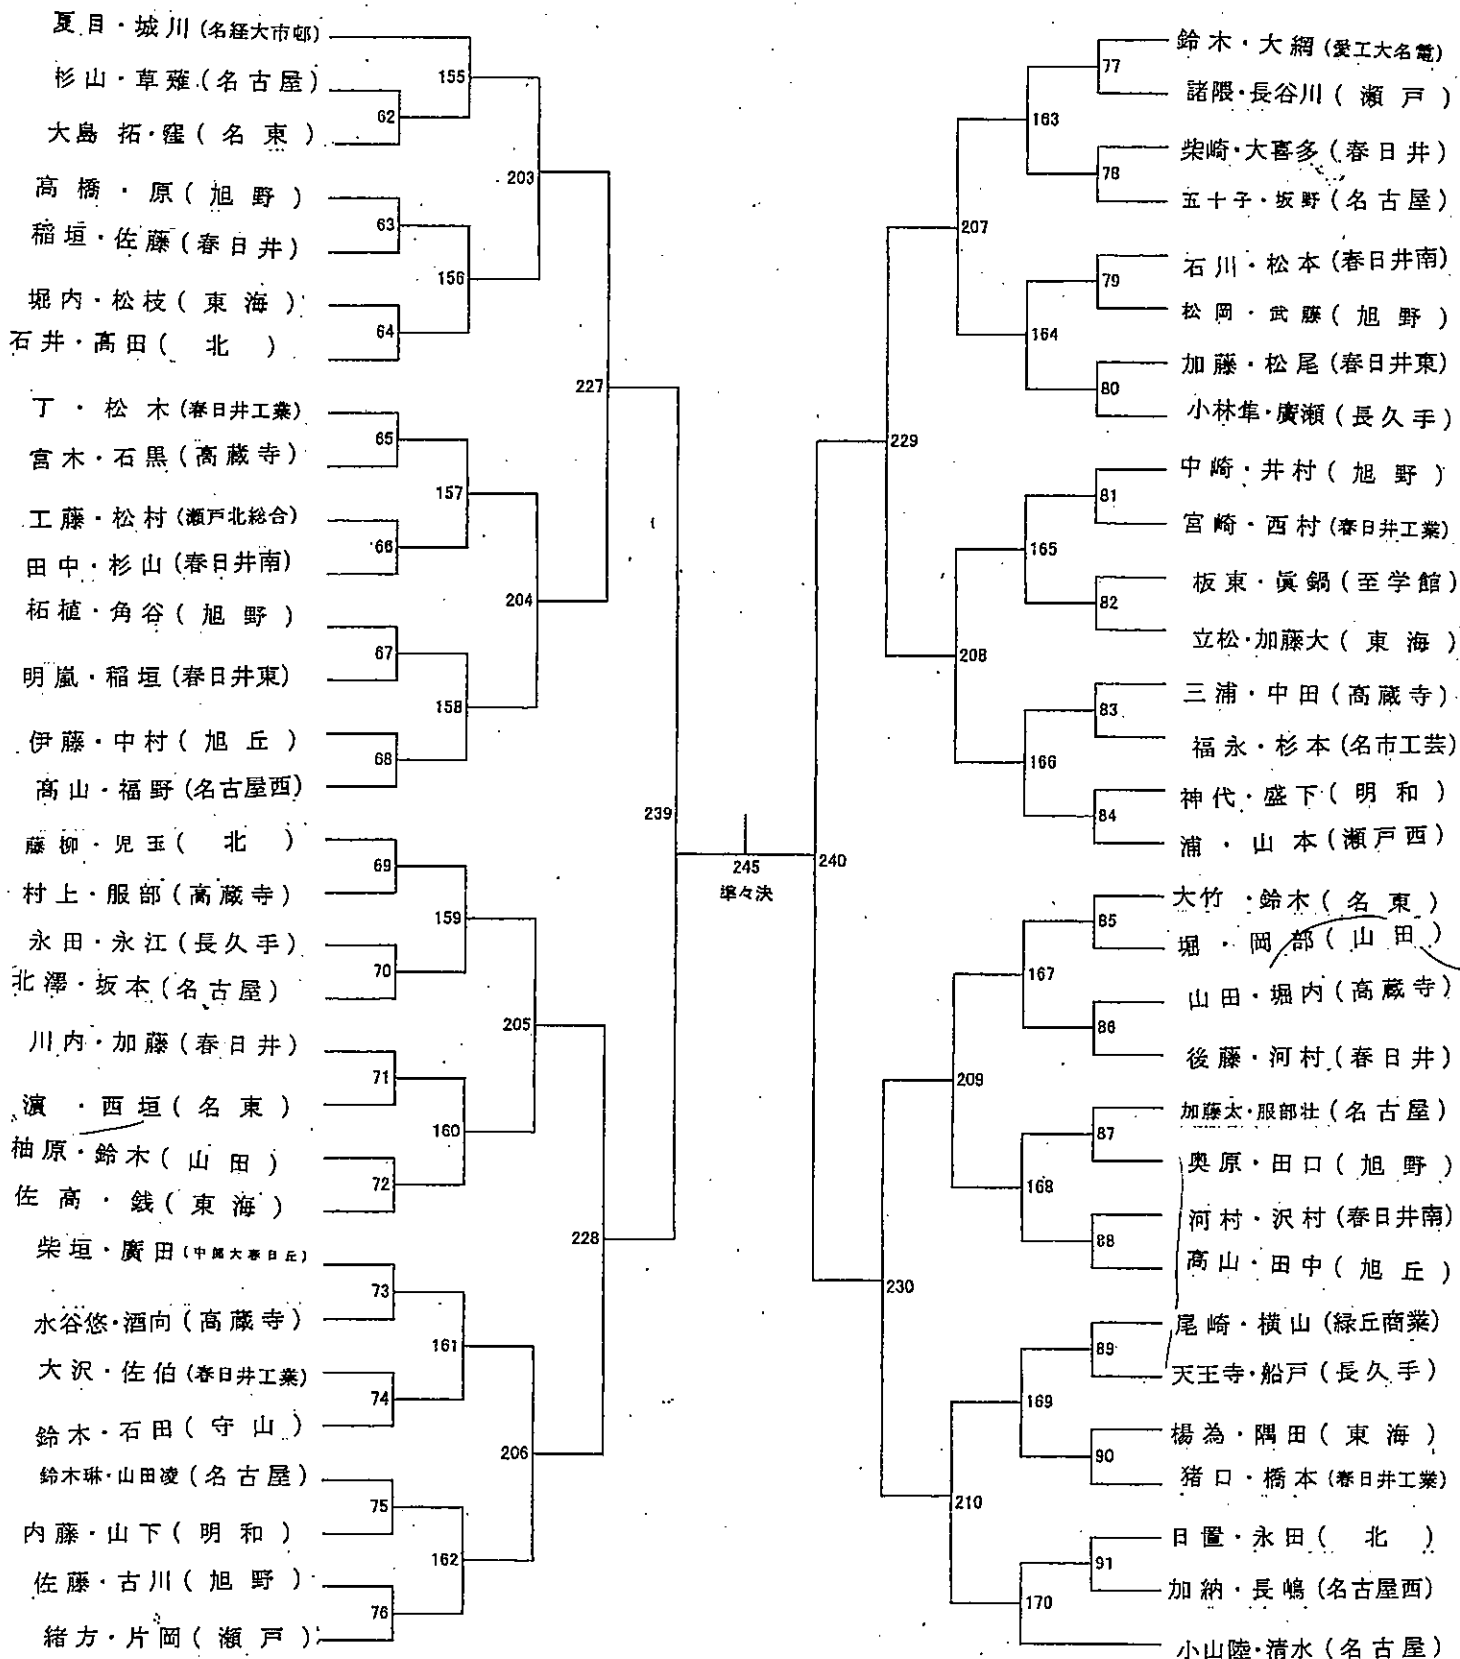 夏目・城川(名経大市邨)
155
杉山・草薙(名古屋)
62
大島拓・窪(名東)
203
高橋・原(旭野)
63
稲垣・佐藤(春日井)
156
堀内・松枝(東海)
64
石井・髙田(北)
227
丁・松木(春日井工業)
65
宮木・石黒(高蔵寺)
157
工藤・松村(瀬戸北総合)
66
田中・杉山(春日井南)
204
柘植・角谷(旭野)
67
明嵐・稲垣(春日井東)
158
伊藤・中村(旭丘)
68
髙山・福野(名古屋西)
239
藤柳・児玉(北)
69
村上・服部(高蔵寺)
159
永田・永江(長久手)
70
北澤・坂本(名古屋)
205
川内・加藤(春日井)
71
濵・西垣(名東)
160
柚原・鈴木(山田)
72
佐高・銭(東海)
228
柴垣・廣田(中部大春日丘)
73
水谷悠・酒向(高蔵寺)
161
大沢・佐伯(春日井工業)
74
鈴木・石田(守山)
206
鈴木琳・山田凌(名古屋)
75
内藤・山下(明和)
162
佐藤・古川(旭野)
76
緒方・片岡(瀬戸)
245
準々決
鈴木・大網(愛工大名電)
77
諸隈・長谷川(瀬戸)
163
柴崎・大喜多(春日井)
78
五十子・坂野(名古屋)
207
石川・松本(春日井南)
79
松岡・武藤(旭野)
164
加藤・松尾(春日井東)
80
小林隼・廣瀬(長久手)
229
中崎・井村(旭野)
81
宮崎・西村(春日井工業)
165
板東・眞鍋(至学館)
82
立松・加藤大(東海)
208
三浦・中田(高蔵寺)
83
福永・杉本(名市工芸)
166
神代・盛下(明和)
84
浦・山本(瀬戸西)
240
大竹・鈴木(名東)
85
堀・岡部(山田)
167
山田・堀内(高蔵寺)
86
後藤・河村(春日井)
209
加藤太・服部壮(名古屋)
87
奥原・田口(旭野)
168
河村・沢村(春日井南)
88
髙山・田中(旭丘)
230
尾崎・横山(緑丘商業)
89
天王寺・船戸(長久手)
169
楊為・隅田(東海)
90
猪口・橋本(春日井工業)
210
日置・永田(北)
91
加納・長嶋(名古屋西)
170
小山陸・清水(名古屋)